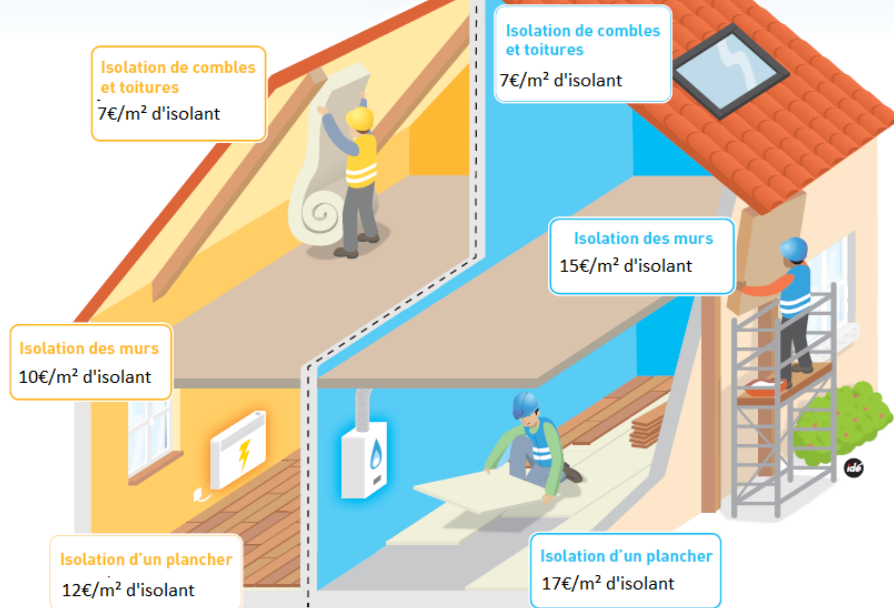 Isolation de combles
et toitures
7€/m² d'isolant
Isolation de combles
et toitures
7€/m² d'isolant
Isolation des murs
15€/m² d'isolant
Isolation des murs
10€/m² d'isolant
Isolation d'un plancher
12€/m² d'isolant
Isolation d'un plancher
17€/m² d'isolant
idé